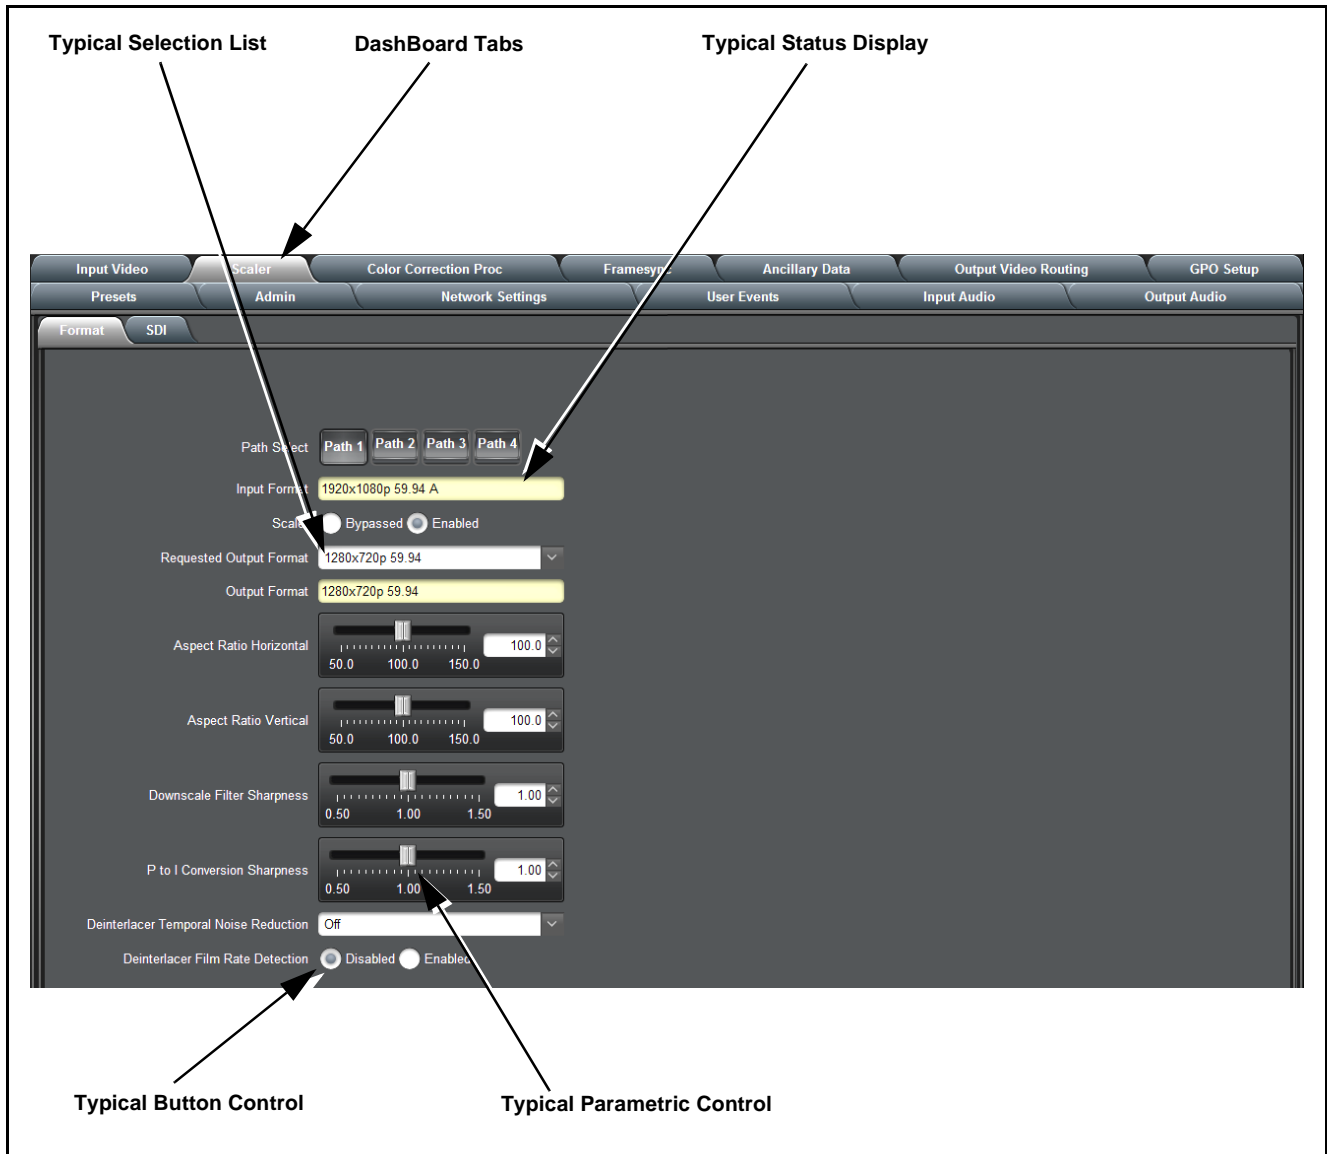 Typical Selection List DashBoard Tabs Typical Status Display
Input Video Scaler Color Correction Proc Framesync Ancillary Data Output Video Routing GPO Setup
Presets Admin Network Settings User Events Input Audio Output Audio
Format SDI
Path Select Path 1 Path 2 Path 3 Path 4
Input Format 1920x1080p 59.94 A
Scaler Bypassed Enabled
Requested Output Format 1280x720p 59.94
Output Format 1280x720p 59.94
Aspect Ratio Horizontal 100.0
50.0 100.0 150.0
Aspect Ratio Vertical 100.0
50.0 100.0 150.0
Downscale Filter Sharpness 1.00
0.50 1.00 1.50
P to I Conversion Sharpness 1.00
0.50 1.00 1.50
Deinterlacer Temporal Noise Reduction Off
Deinterlacer Film Rate Detection Disabled Enabled
Typical Button Control Typical Parametric Control